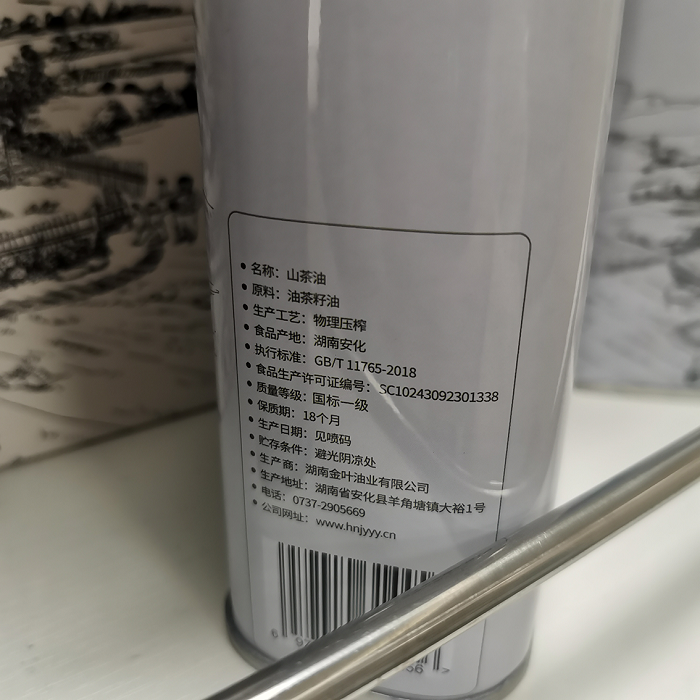 名称：山茶油
原料：油茶籽油
生产工艺：物理压榨
食品产地：湖南安化
执行标准：GB/T 11765-2018
食品生产许可证编号：SC10243092301338
质量等级：国标一级
保质期：18个月
生产日期：见喷码
贮存条件：避光阴凉处
生产商：湖南金叶油业有限公司
生产地址：湖南省安化县羊角塘镇大裕1号
电话：0737-2905669
公司网址：www.hnjyyy.cn